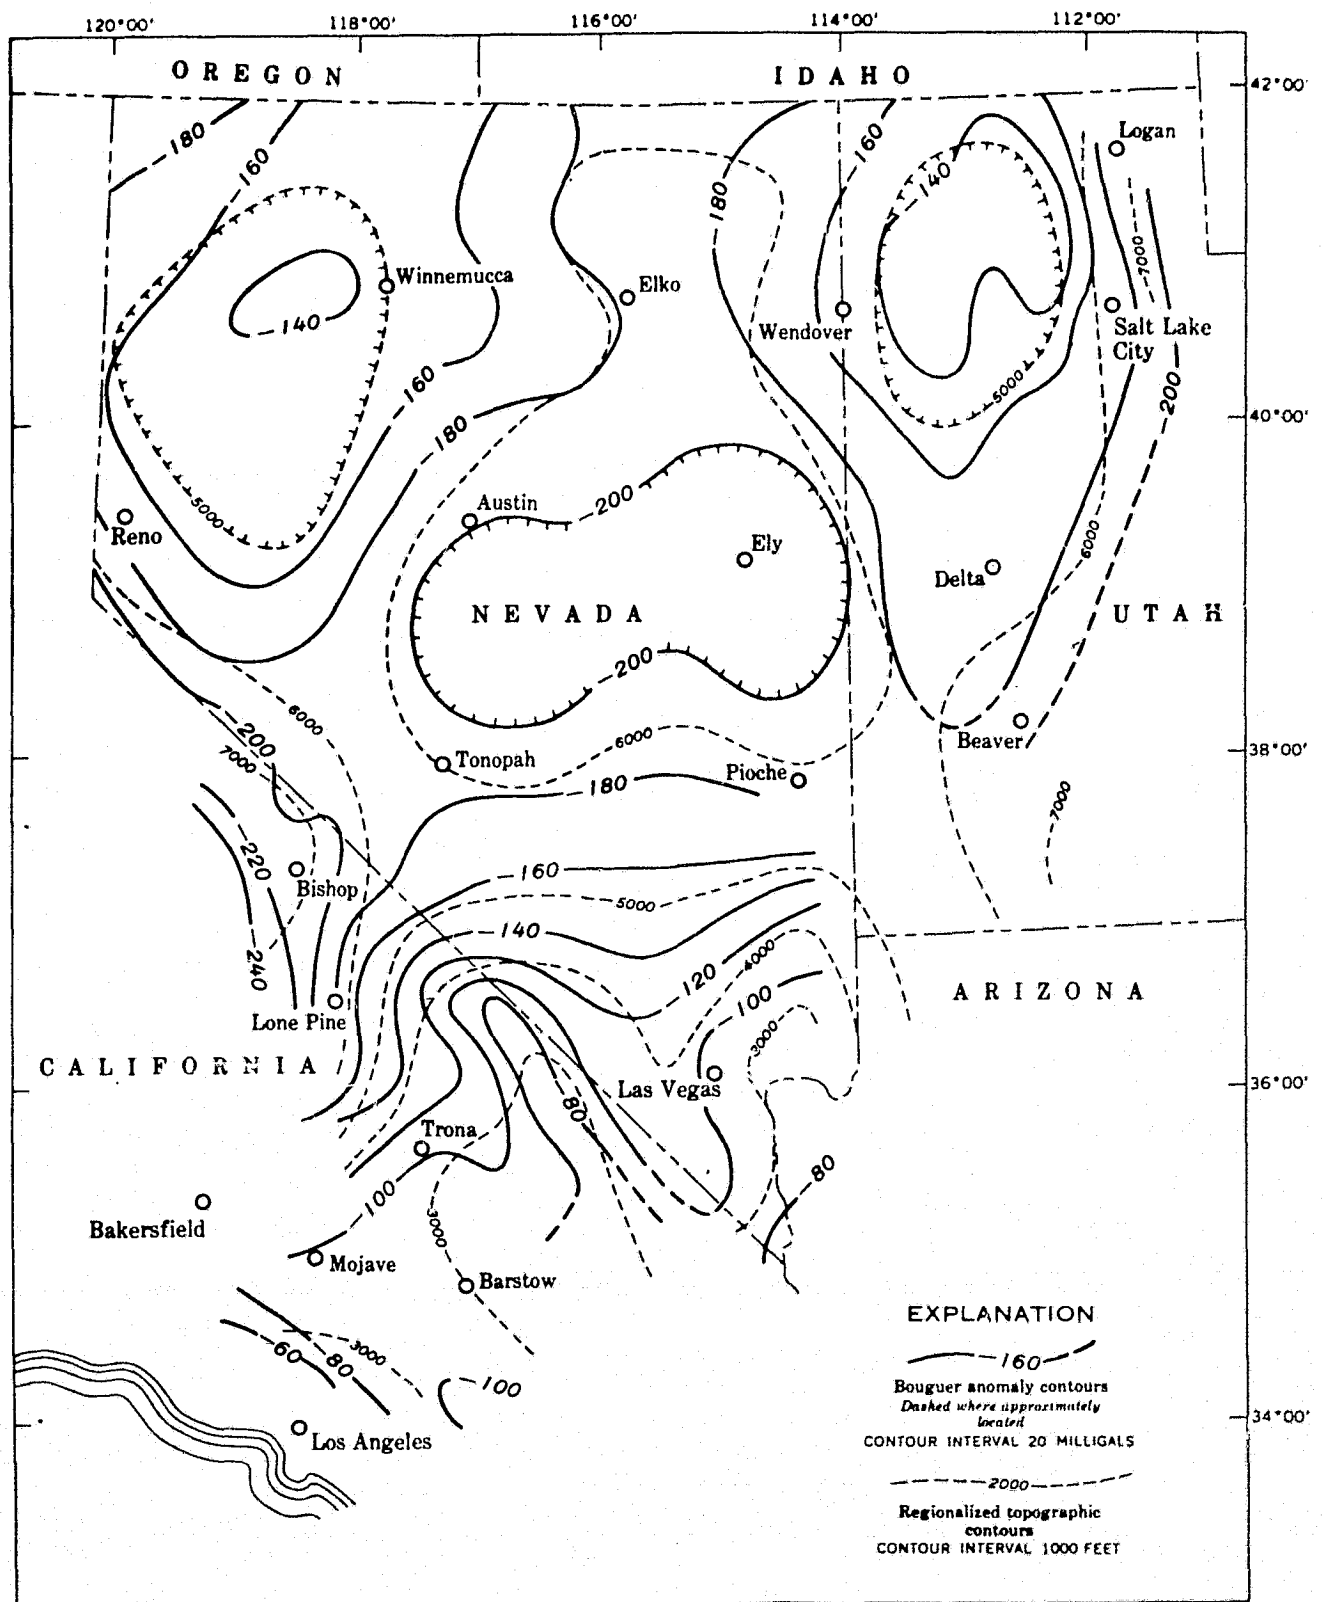 120°00' 118°00' 116°00' 114°00' 112°00'
OREGON IDAHO
42°00'
180
160
160
Logan
140
180
7000
Winnemucca
Elko
140
Wendover
Salt Lake
City
160
5000
200
180
40°00'
200
Austin
5000
Reno
Ely
6000
Delta
NEVADA
UTAH
200
6000
200
7000
6000
Beaver
Tonopah
Pioche
38°00'
180
7000
220
160
Bishop
5000
140
4000
240
120
100
ARIZONA
Lone Pine
3000
CALIFORNIA
Las Vegas
36°00'
80
Trona
80
100
Bakersfield
3000
Mojave
Barstow
EXPLANATION
160
Bouguer anomaly contours
Dashed where approximately
located
CONTOUR INTERVAL 20 MILLIGALS
60
80
3000
100
34°00'
Los Angeles
2000
Regionalized topographic
contours
CONTOUR INTERVAL 1000 FEET